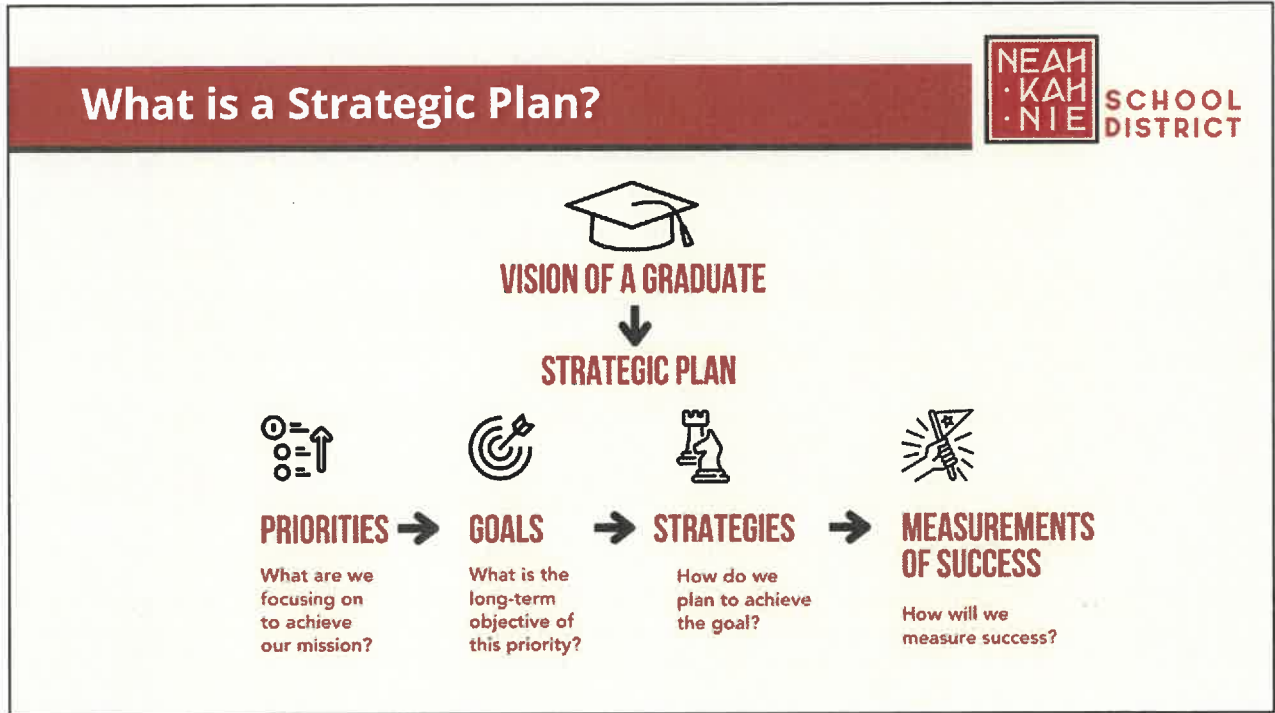 What is a Strategic Plan?
NEAH
·KAH
·NIE
SCHOOL
DISTRICT
VISION OF A GRADUATE
STRATEGIC PLAN
PRIORITIES
What are we
focusing on
to achieve
our mission?
GOALS
What is the
long-term
objective of
this priority?
STRATEGIES
How do we
plan to achieve
the goal?
MEASUREMENTS
OF SUCCESS
How will we
measure success?